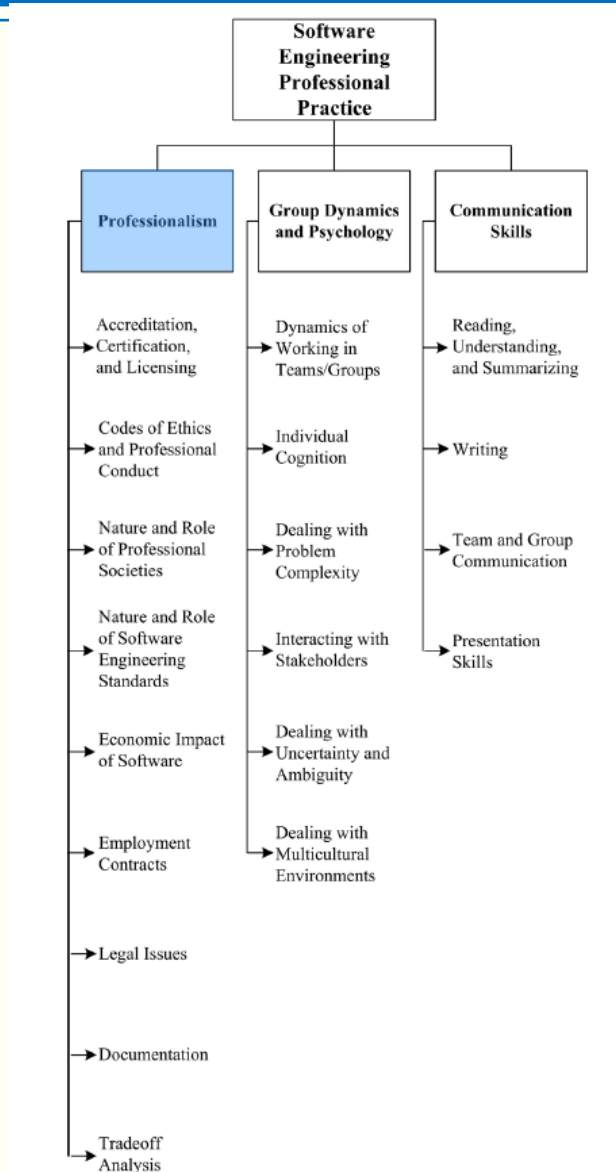 Software
Engineering
Professional
Practice
Professionalism
Group Dynamics
and Psychology
Communication
Skills
Accreditation,
Certification,
and Licensing
Codes of Ethics
and Professional
Conduct
Nature and Role
of Professional
Societies
Nature and Role
of Software
Engineering
Standards
Economic Impact
of Software
Employment
Contracts
Legal Issues
Documentation
Tradeoff
Analysis
Dynamics of
Working in
Teams/Groups
Individual
Cognition
Dealing with
Problem
Complexity
Interacting with
Stakeholders
Dealing with
Uncertainty and
Ambiguity
Dealing with
Multicultural
Environments
Reading,
Understanding,
and Summarizing
Writing
Team and Group
Communication
Presentation
Skills